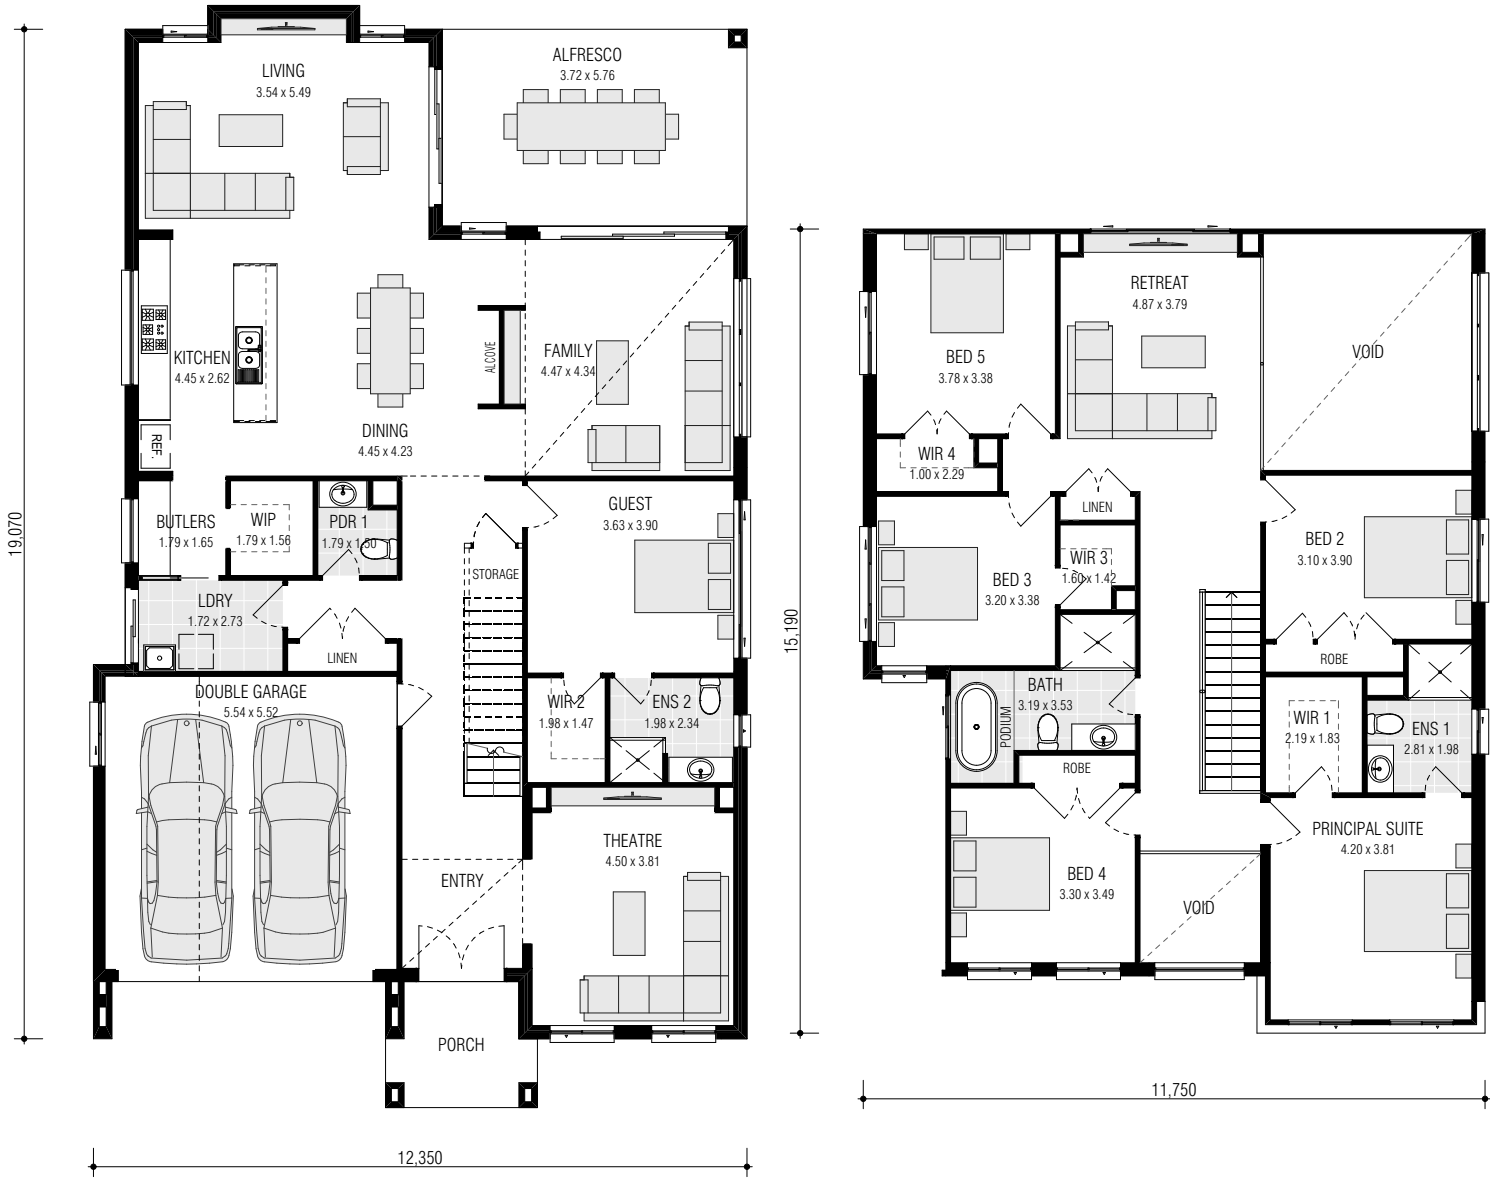 LIVING
3.54 x 5.49
ALFRESCO
3.72 x 5.76
KITCHEN
4.45 x 2.62
REF.
DINING
4.45 x 4.23
ALCOVE
FAMILY
4.47 x 4.34
BUTLERS
1.79 x 1.65
WIP
1.79 x 1.56
PDR 1
1.79 x 1.50
GUEST
3.63 x 3.90
STORAGE
LDRY
1.72 x 2.73
LINEN
DOUBLE GARAGE
5.54 x 5.52
WIR 2
1.98 x 1.47
ENS 2
1.98 x 2.34
THEATRE
4.50 x 3.81
ENTRY
PORCH
19,070
12,350
BED 5
3.78 x 3.38
RETREAT
4.87 x 3.79
VOID
WIR 4
1.00 x 2.29
LINEN
BED 2
3.10 x 3.90
BED 3
3.20 x 3.38
WIR 3
1.60 x 1.42
ROBE
BATH
3.19 x 3.53
PODIUM
WIR 1
2.19 x 1.83
ENS 1
2.81 x 1.98
ROBE
PRINCIPAL SUITE
4.20 x 3.81
BED 4
3.30 x 3.49
VOID
15,190
11,750